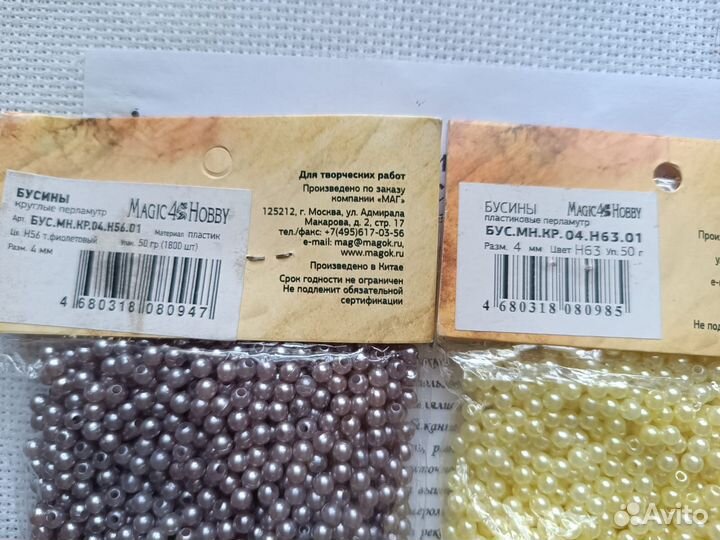 БУСИНЫ
круглые перламутр
MAGIC 4 HOBBY
Арт. БУС.МН.КР.04.Н56.01
Цв. Н56 т.фиолетовый
Материал пластик
Разм. 4 мм
Упак. 50 гр (1800 шт)
4 680318 080947
Для творческих работ
Произведено по заказу
компании «МАГ»
125212, г. Москва, ул. Адмирала
Макарова, д. 2, стр. 17
тел./факс: +7(495)617-03-56
e-mail: mag@magok.ru,
www.magok.ru
Произведено в Китае
Срок годности не ограничен
Не подлежит обязательной
сертификации
БУСИНЫ
пластиковые перламутр
MAGIC 4 HOBBY
БУС.МН.КР.04.Н63.01
Разм. 4 мм Цвет Н63 Уп. 50 г
4 680318 080985
Avito